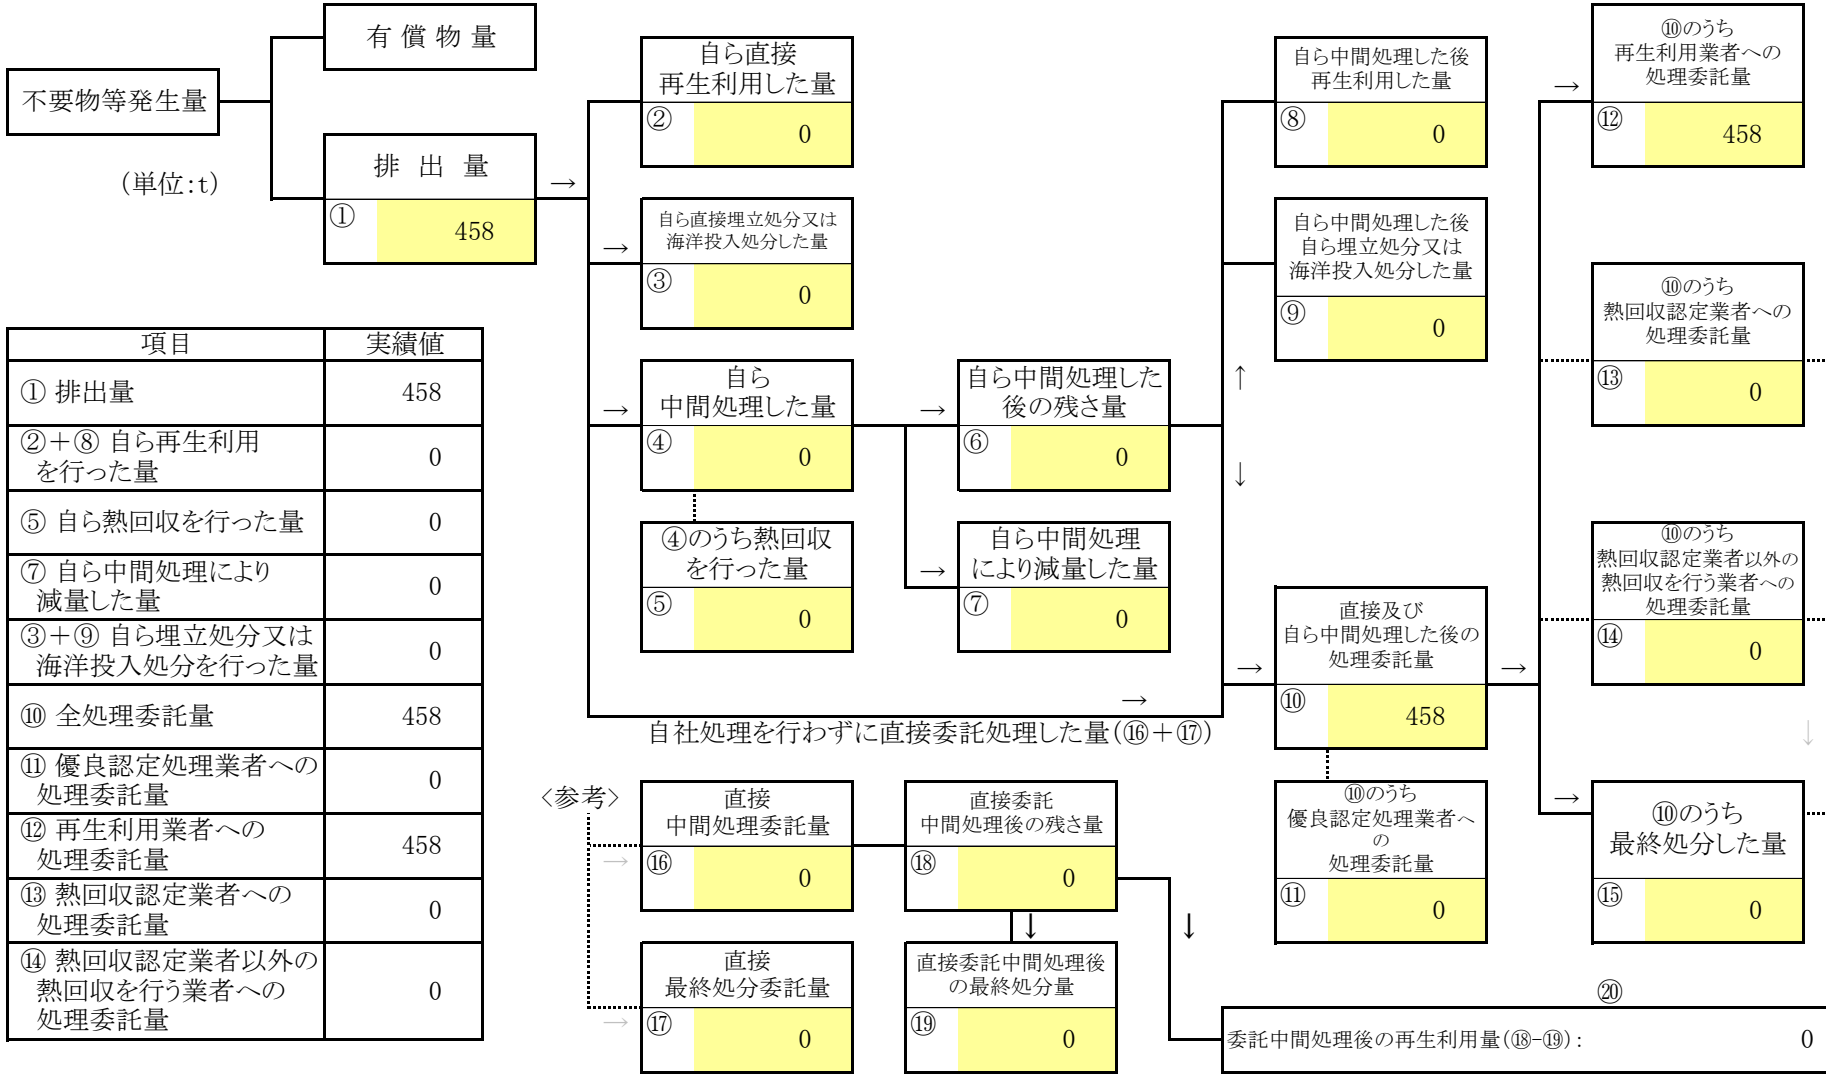 不要物等発生量
有 償 物 量
(単位:t)
排 出 量
→
①
458
自ら直接
再生利用した量
②
0
→
自ら直接埋立処分又は
海洋投入処分した量
③
0
→
自ら
中間処理した量
④
0
④のうち熱回収
を行った量
⑤
0
→
自ら中間処理した
後の残さ量
⑥
0
→
自ら中間処理
により減量した量
⑦
0
自ら中間処理した後
再生利用した量
⑧
0
自ら中間処理した後
自ら埋立処分又は
海洋投入処分した量
⑨
0
↑
↓
→
直接及び
自ら中間処理した後の
処理委託量
⑩
458
→
→
自社処理を行わずに直接委託処理した量(⑯+⑰)
⑩のうち
優良認定処理業者へ
の
処理委託量
⑪
0
→
⑩のうち
再生利用業者への
処理委託量
⑫
458
⑩のうち
熱回収認定業者への
処理委託量
⑬
0
⑩のうち
熱回収認定業者以外の
熱回収を行う業者への
処理委託量
⑭
0
↓
→
⑩のうち
最終処分した量
⑮
0
項目 実績値
① 排出量 458
②+⑧ 自ら再生利用
を行った量 0
⑤ 自ら熱回収を行った量 0
⑦ 自ら中間処理により
減量した量 0
③+⑨ 自ら埋立処分又は
海洋投入処分を行った量 0
⑩ 全処理委託量 458
⑪ 優良認定処理業者への
処理委託量 0
⑫ 再生利用業者への
処理委託量 458
⑬ 熱回収認定業者への
処理委託量 0
⑭ 熱回収認定業者以外の
熱回収を行う業者への
処理委託量 0
〈参考〉
→
直接
中間処理委託量
⑯
0
→
直接
最終処分委託量
⑰
0
直接委託
中間処理後の残さ量
⑱
0
↓
直接委託中間処理後
の最終処分量
⑲
0
↓
⑳
委託中間処理後の再生利用量(⑱-⑲): 0